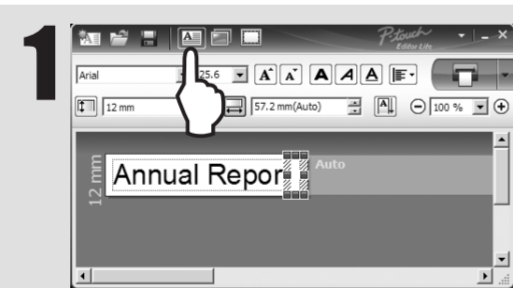 1
P-touch
Editor Lite
Arial 25.6 A A A A A
12 mm 57.2 mm(Auto) A 100 %
12 mm
Annual Repor
Auto